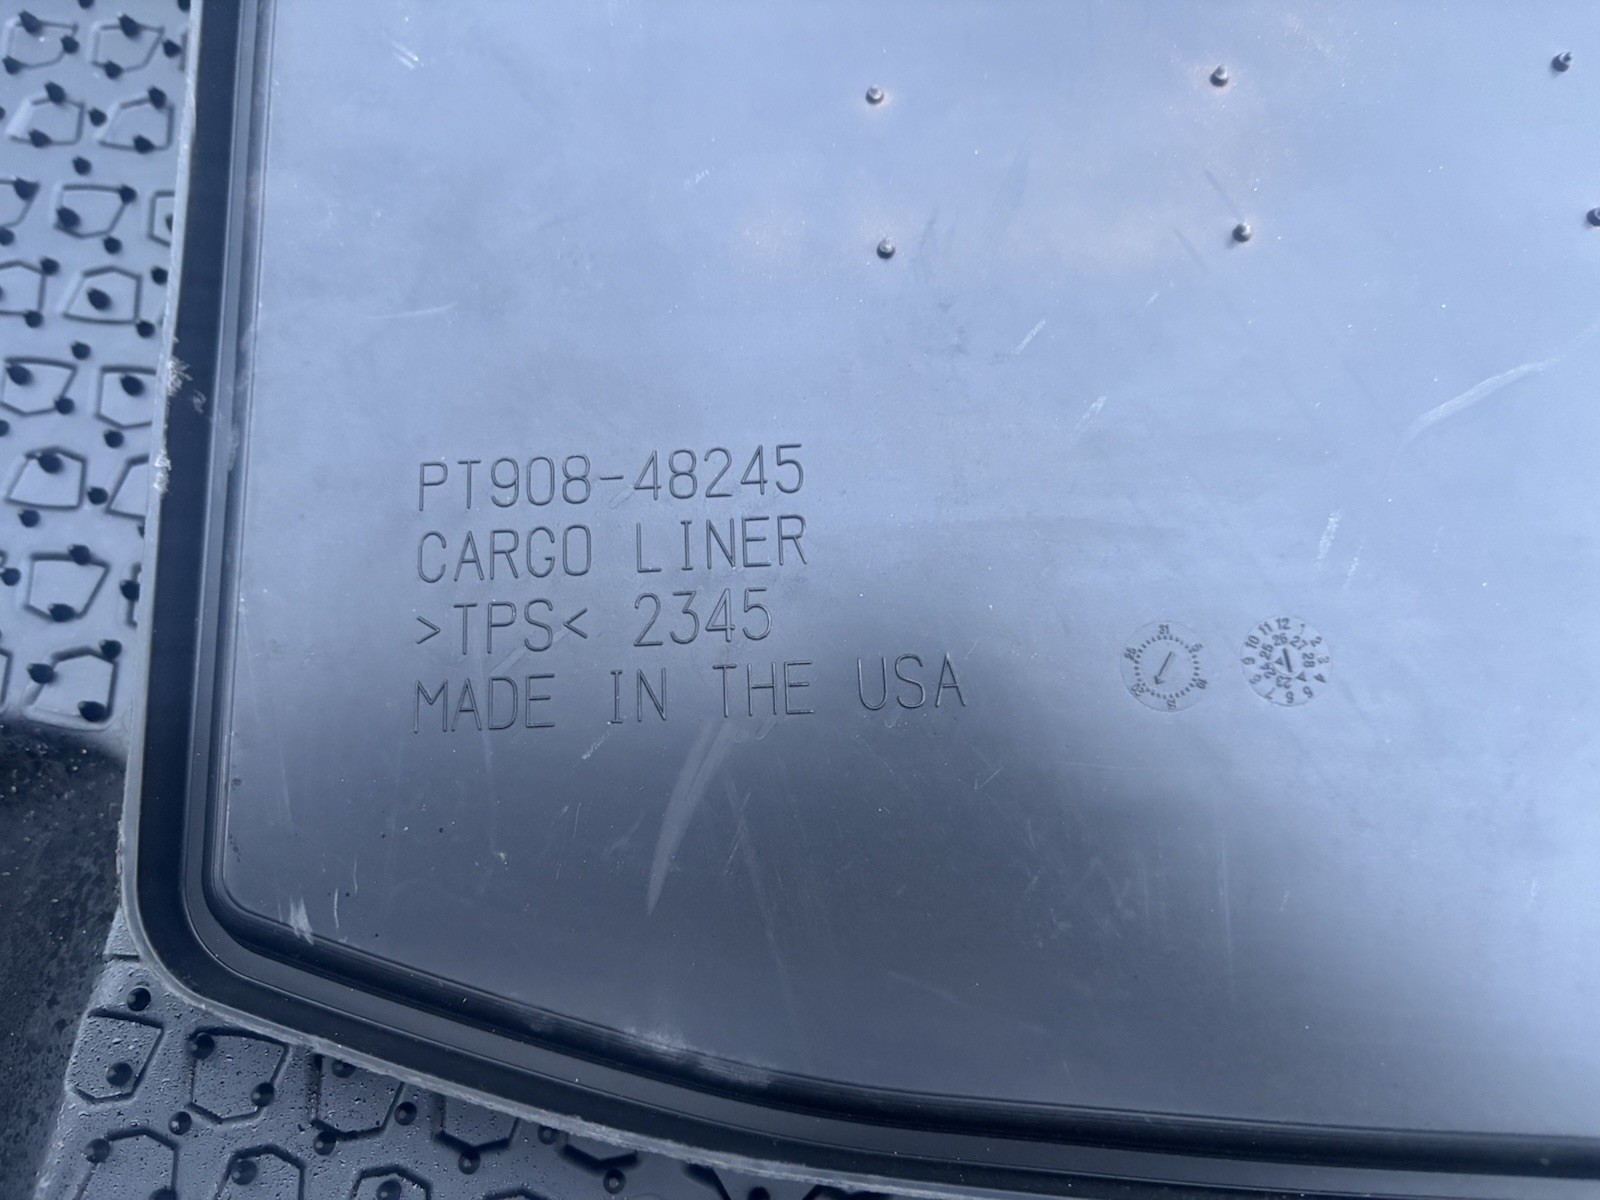 PT908-48245
CARGO LINER
>TPS< 2345
MADE IN THE USA